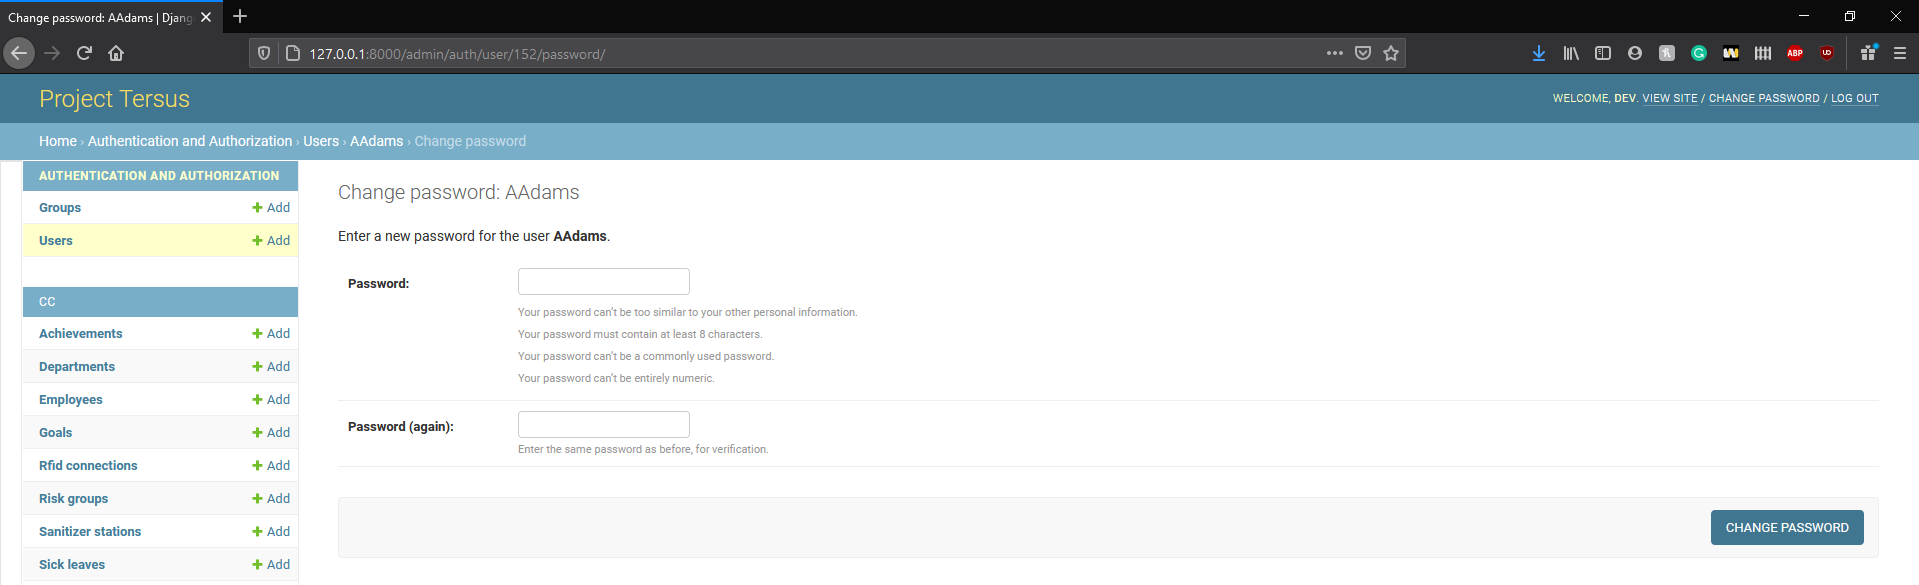 Change password: AAdams | Djang
127.0.0.1:8000/admin/auth/user/152/password/
ABP
UD
Project Tersus
WELCOME, DEV. VIEW SITE / CHANGE PASSWORD / LOG OUT
Home › Authentication and Authorization › Users › AAdams › Change password
AUTHENTICATION AND AUTHORIZATION
Groups + Add
Users + Add
CC
Achievements + Add
Departments + Add
Employees + Add
Goals + Add
Rfid connections + Add
Risk groups + Add
Sanitizer stations + Add
Sick leaves + Add
Change password: AAdams
Enter a new password for the user AAdams.
Password:
Your password can't be too similar to your other personal information.
Your password must contain at least 8 characters.
Your password can't be a commonly used password.
Your password can't be entirely numeric.
Password (again):
Enter the same password as before, for verification.
CHANGE PASSWORD